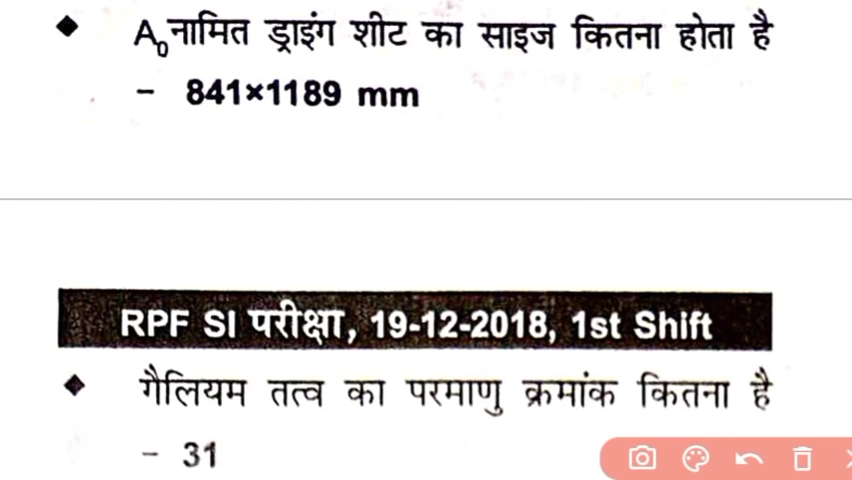 ◆ A₀नामित ड्राइंग शीट का साइज कितना होता है
– 841×1189 mm
RPF SI परीक्षा, 19-12-2018, 1st Shift
◆ गैलियम तत्व का परमाणु क्रमांक कितना है
– 31